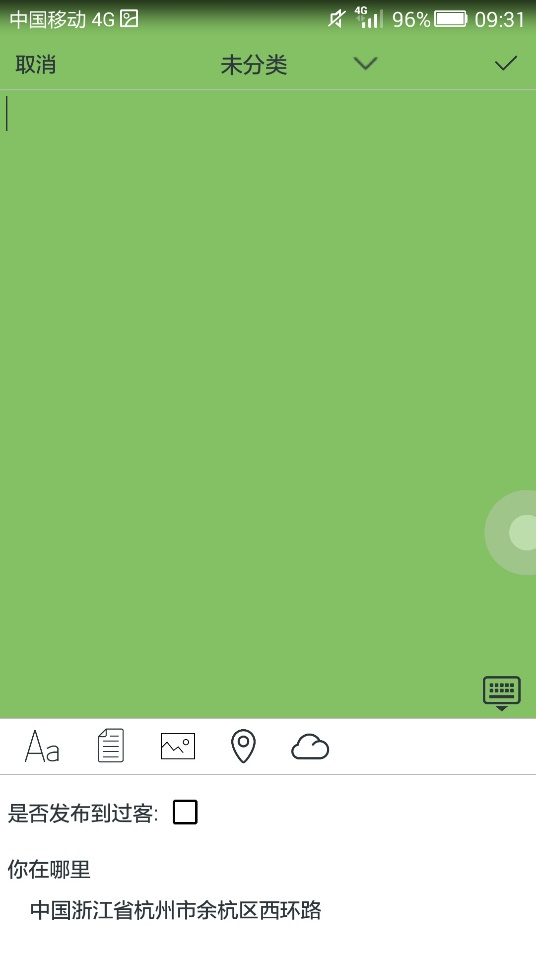 中国移动 4G 4G 96% 09:31
取消 未分类
Aa
是否发布到过客:
你在哪里
中国浙江省杭州市余杭区西环路